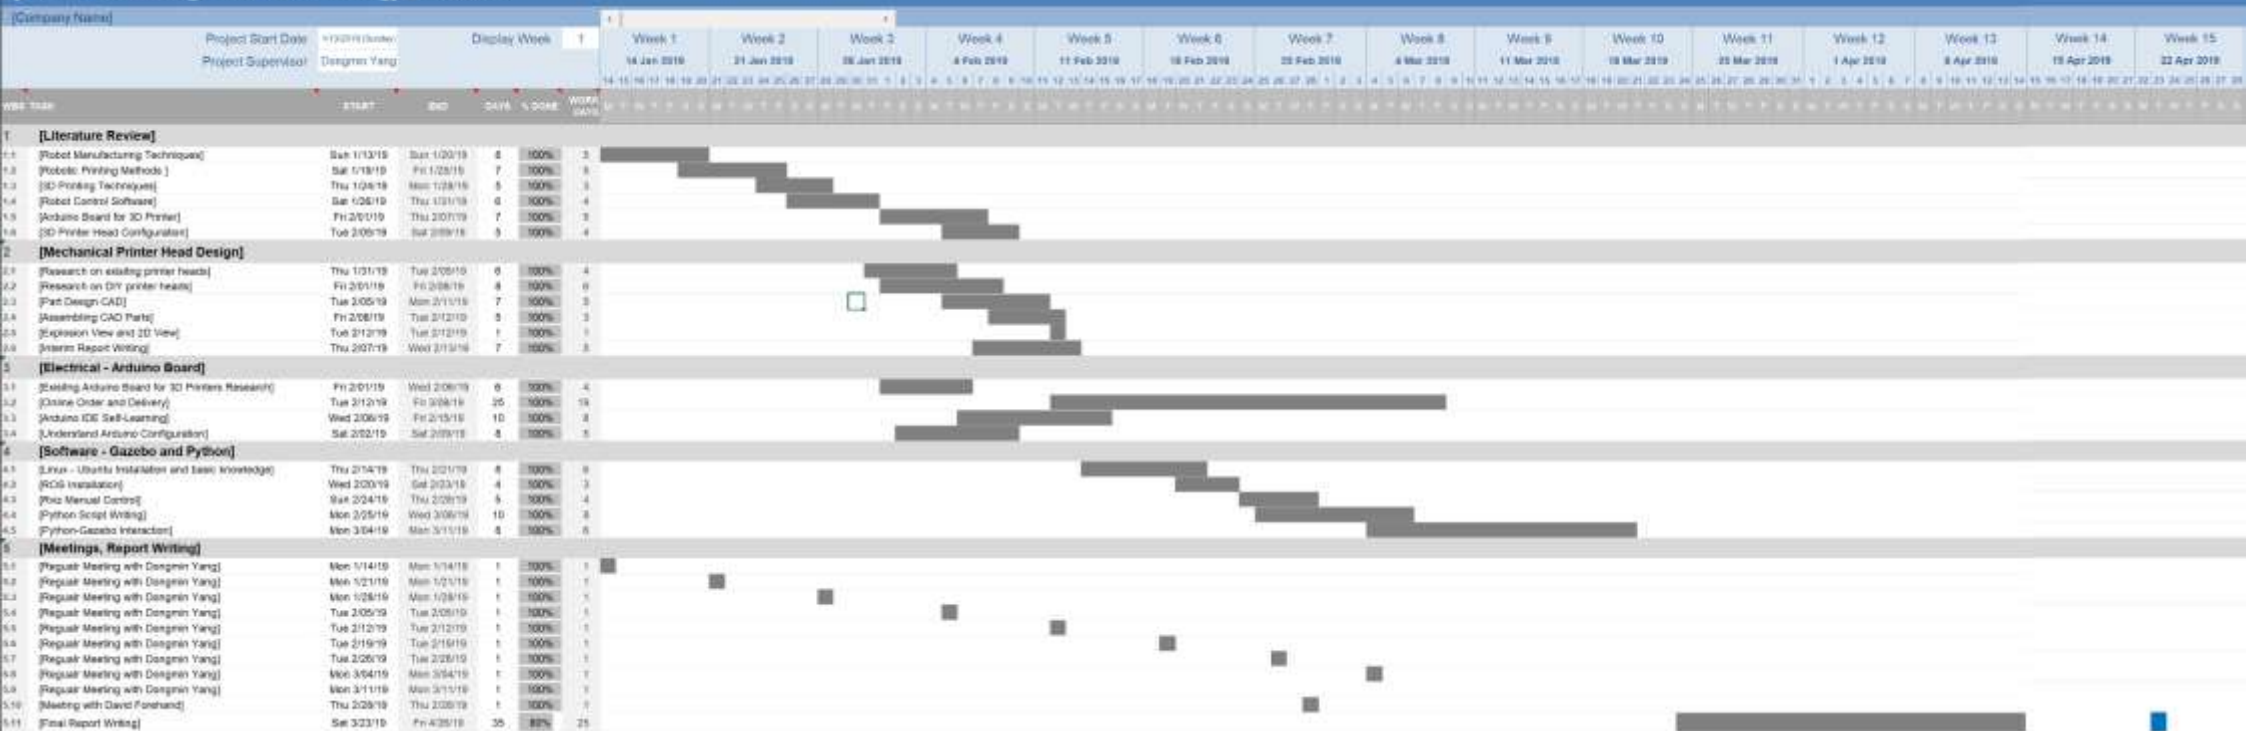 [Company Name]
Project Start Date Display Week 1 Week 1 Week 2 Week 3 Week 4 Week 5 Week 6 Week 7 Week 8 Week 9 Week 10 Week 11 Week 12 Week 13 Week 14 Week 15
Project Supervisor Dongmin Yang 14 Jan 2019 21 Jan 2019 28 Jan 2019 4 Feb 2019 11 Feb 2019 18 Feb 2019 25 Feb 2019 4 Mar 2019 11 Mar 2019 18 Mar 2019 25 Mar 2019 1 Apr 2019 8 Apr 2019 15 Apr 2019 22 Apr 2019
WBS TASK START END DAYS % DONE WORK DAYS
1 [Literature Review]
1.1 [Robot Manufacturing Techniques] Sun 1/13/19 Sun 1/20/19 8 100%
1.2 [Robotic Printing Methods ] Sat 1/19/19 Fri 1/25/19 7 100%
1.3 [3D Printing Techniques] Thu 1/24/19 Mon 1/28/19 5 100% 3
1.4 [Robot Control Software] Sat 1/26/19 Thu 1/31/19 6 100% 4
1.5 [Arduino Board for 3D Printer] Fri 2/01/19 Thu 2/07/19 7 100% 5
1.6 [3D Printer Head Configuration] Tue 2/05/19 Sat 2/09/19 5 100% 4
2 [Mechanical Printer Head Design]
2.1 [Research on existing printer heads] Thu 1/31/19 Tue 2/05/19 6 100% 4
2.2 [Research on DIY printer heads] Fri 2/01/19 Fri 2/08/19 8 100% 6
2.3 [Part Design CAD] Tue 2/05/19 Mon 2/11/19 7 100% 5
2.4 [Assembling CAD Parts] Fri 2/08/19 Tue 2/12/19 5 100% 3
2.5 [Explosion View and 2D View] Tue 2/12/19 Tue 2/12/19 1 100% 1
2.6 [Interim Report Writing] Thu 2/07/19 Wed 2/13/19 7 100% 5
3 [Electrical - Arduino Board]
3.1 [Existing Arduino Board for 3D Printers Research] Fri 2/01/19 Wed 2/06/19 6 100% 4
3.2 [Online Order and Delivery] Tue 2/12/19 Fri 3/08/19 25 100% 19
3.3 [Arduino IDE Self-Learning] Wed 2/06/19 Fri 2/15/19 10 100% 8
3.4 [Understand Arduino Configuration] Sat 2/02/19 Sat 2/09/19 8 100% 5
4 [Software - Gazebo and Python]
4.1 [Linux - Ubuntu Installation and basic knowledge] Thu 2/14/19 Thu 2/21/19 8 100% 6
4.2 [ROS Installation] Wed 2/20/19 Sat 2/23/19 4 100% 3
4.3 [Rviz Manual Control] Sun 2/24/19 Thu 2/28/19 5 100% 4
4.4 [Python Script Writing] Mon 2/25/19 Wed 3/06/19 10 100% 8
4.5 [Python-Gazebo Interaction] Mon 3/04/19 Mon 3/11/19 8 100% 6
5 [Meetings, Report Writing]
5.1 [Regualr Meeting with Dongmin Yang] Mon 1/14/19 Mon 1/14/19 1 100% 1
5.2 [Regualr Meeting with Dongmin Yang] Mon 1/21/19 Mon 1/21/19 1 100% 1
5.3 [Regualr Meeting with Dongmin Yang] Mon 1/28/19 Mon 1/28/19 1 100% 1
5.4 [Regualr Meeting with Dongmin Yang] Tue 2/05/19 Tue 2/05/19 1 100% 1
5.5 [Regualr Meeting with Dongmin Yang] Tue 2/12/19 Tue 2/12/19 1 100% 1
5.6 [Regualr Meeting with Dongmin Yang] Tue 2/19/19 Tue 2/19/19 1 100% 1
5.7 [Regualr Meeting with Dongmin Yang] Tue 2/26/19 Tue 2/26/19 1 100% 1
5.8 [Regualr Meeting with Dongmin Yang] Mon 3/04/19 Mon 3/04/19 1 100% 1
5.9 [Regualr Meeting with Dongmin Yang] Mon 3/11/19 Mon 3/11/19 1 100% 1
5.10 [Meeting with David Forehand] Thu 2/28/19 Thu 2/28/19 1 100% 1
5.11 [Final Report Writing] Sat 3/23/19 Fri 4/26/19 35 80% 25